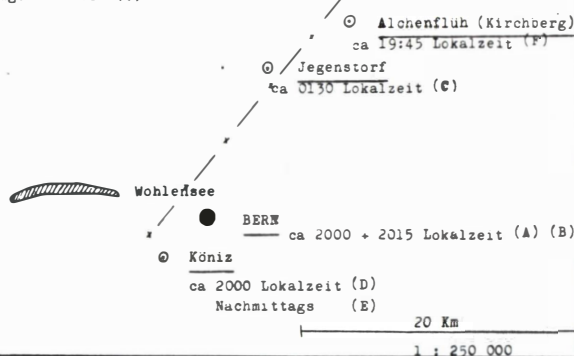 Alchenflüh (Kirchberg)
ca 19:45 Lokalzeit (F)
Jegenstorf
ca 0130 Lokalzeit (C)
Wohlensee
BERN
ca 2000 + 2015 Lokalzeit (A) (B)
Köniz
ca 2000 Lokalzeit (D)
Nachmittags (E)
20 Km
1 : 250 000